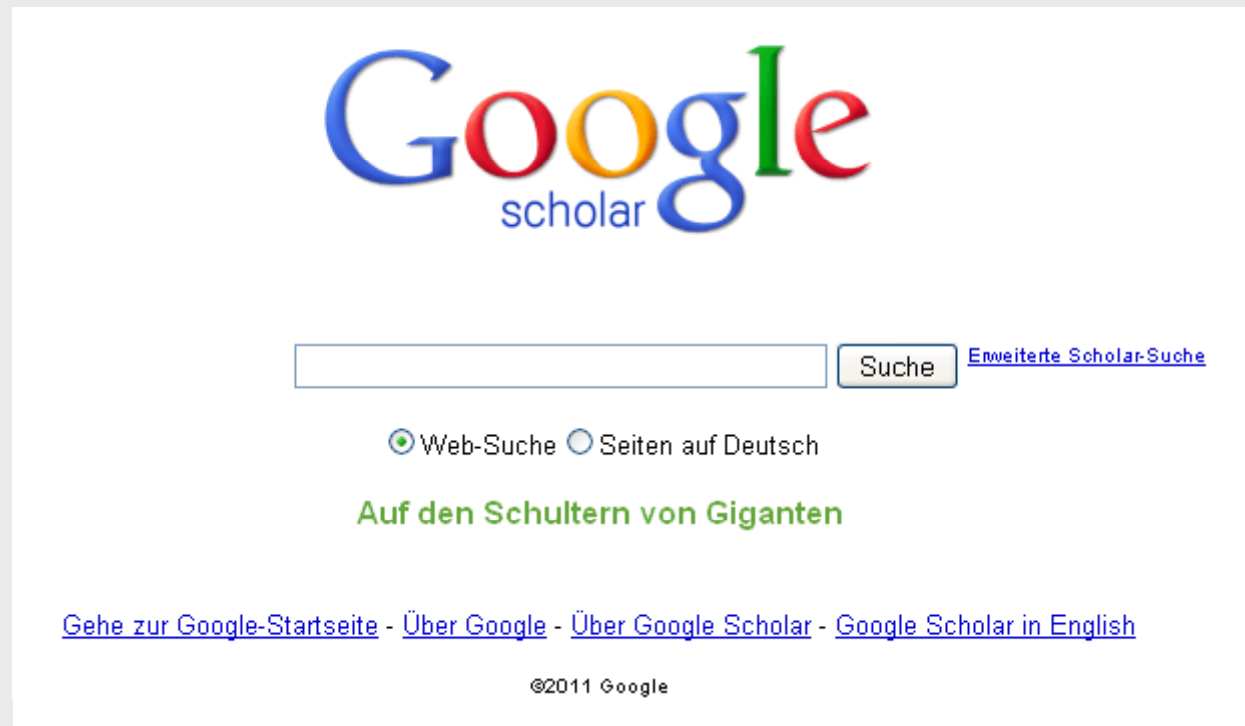 Google
scholar
Suche Erweiterte Scholar-Suche
Web-Suche Seiten auf Deutsch
Auf den Schultern von Giganten
Gehe zur Google-Startseite - Über Google - Über Google Scholar - Google Scholar in English
©2011 Google